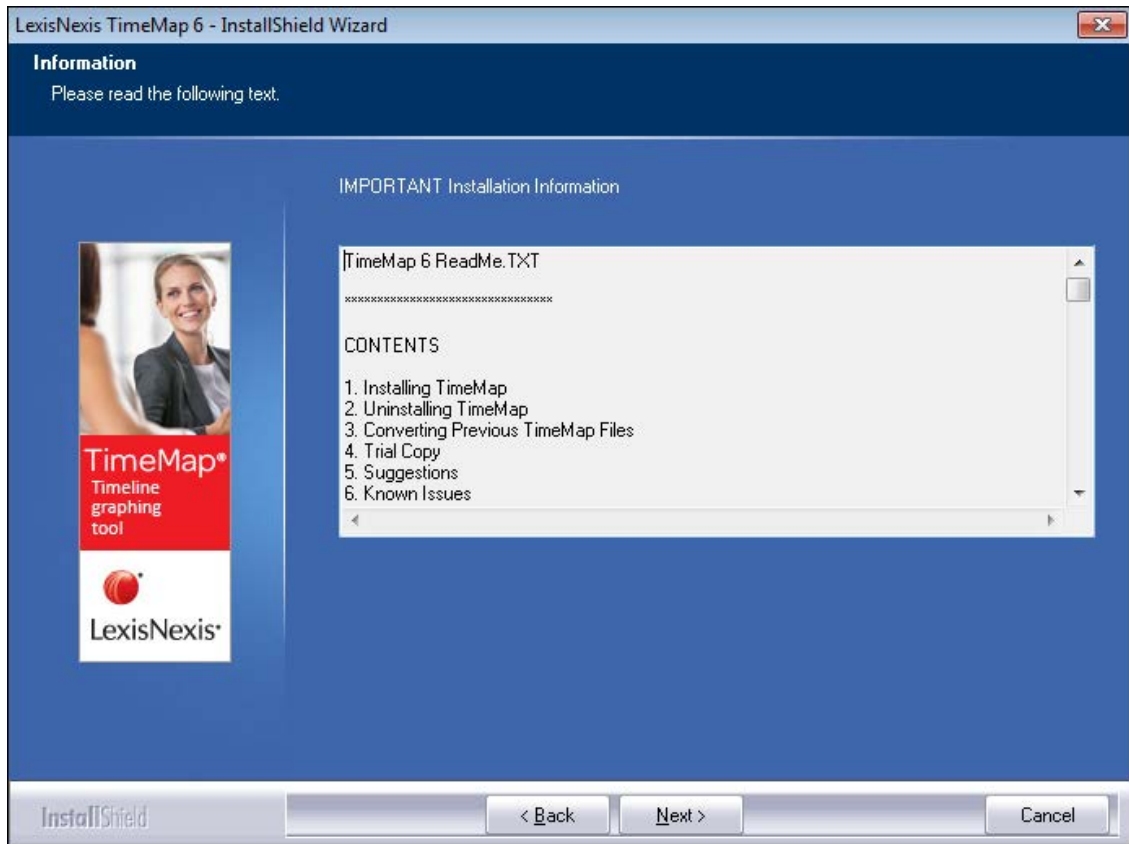 LexisNexis TimeMap 6 - InstallShield Wizard
Information
Please read the following text.
IMPORTANT Installation Information
TimeMap 6 ReadMe.TXT
********************************
CONTENTS
1. Installing TimeMap
2. Uninstalling TimeMap
3. Converting Previous TimeMap Files
4. Trial Copy
5. Suggestions
6. Known Issues
TimeMap®
Timeline
graphing
tool
LexisNexis®
InstallShield
< Back
Next >
Cancel